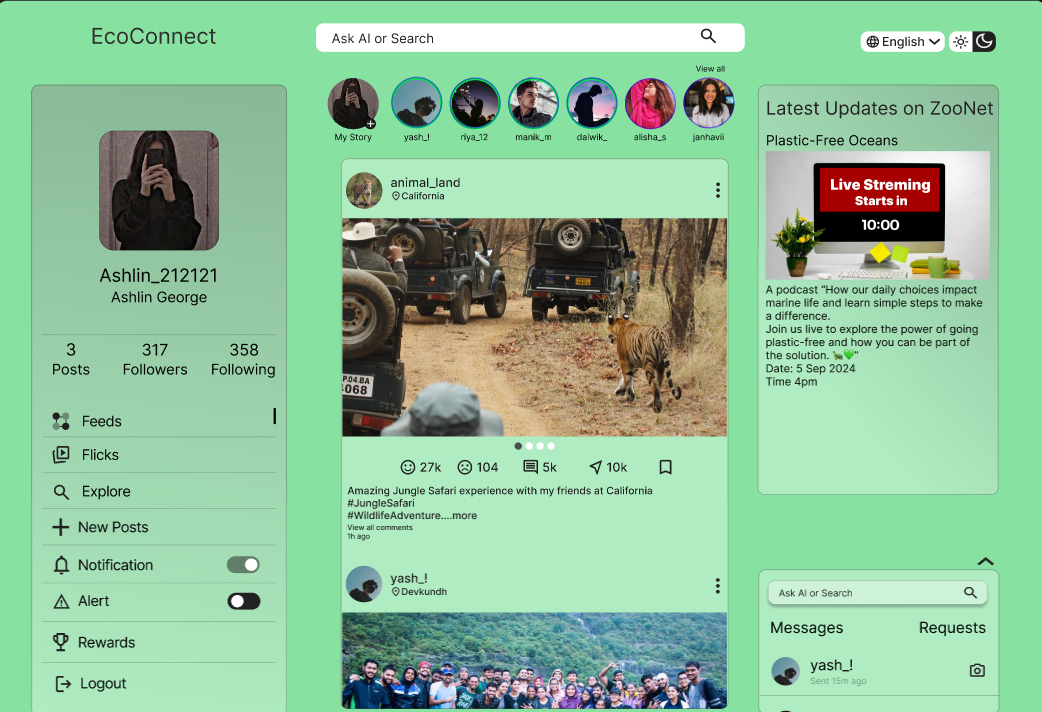 EcoConnect
Ask AI or Search
English
View all
My Story
yash_!
riya_12
manik_m
daiwik_
alisha_s
janhavii
Ashlin_212121
Ashlin George
3
Posts
317
Followers
358
Following
Feeds
Flicks
Explore
New Posts
Notification
Alert
Rewards
Logout
animal_land
California
P.04.BA
4068
27k
104
5k
10k
Amazing Jungle Safari experience with my friends at California
#JungleSafari
#WildlifeAdventure....more
View all comments
1h ago
yash_!
Devkundh
Latest Updates on ZooNet
Plastic-Free Oceans
Live Streming
Starts in
10:00
A podcast "How our daily choices impact
marine life and learn simple steps to make
a difference.
Join us live to explore the power of going
plastic-free and how you can be part of
the solution. 🐛💚"
Date: 5 Sep 2024
Time 4pm
Ask AI or Search
Messages
Requests
yash_!
Sent 15m ago